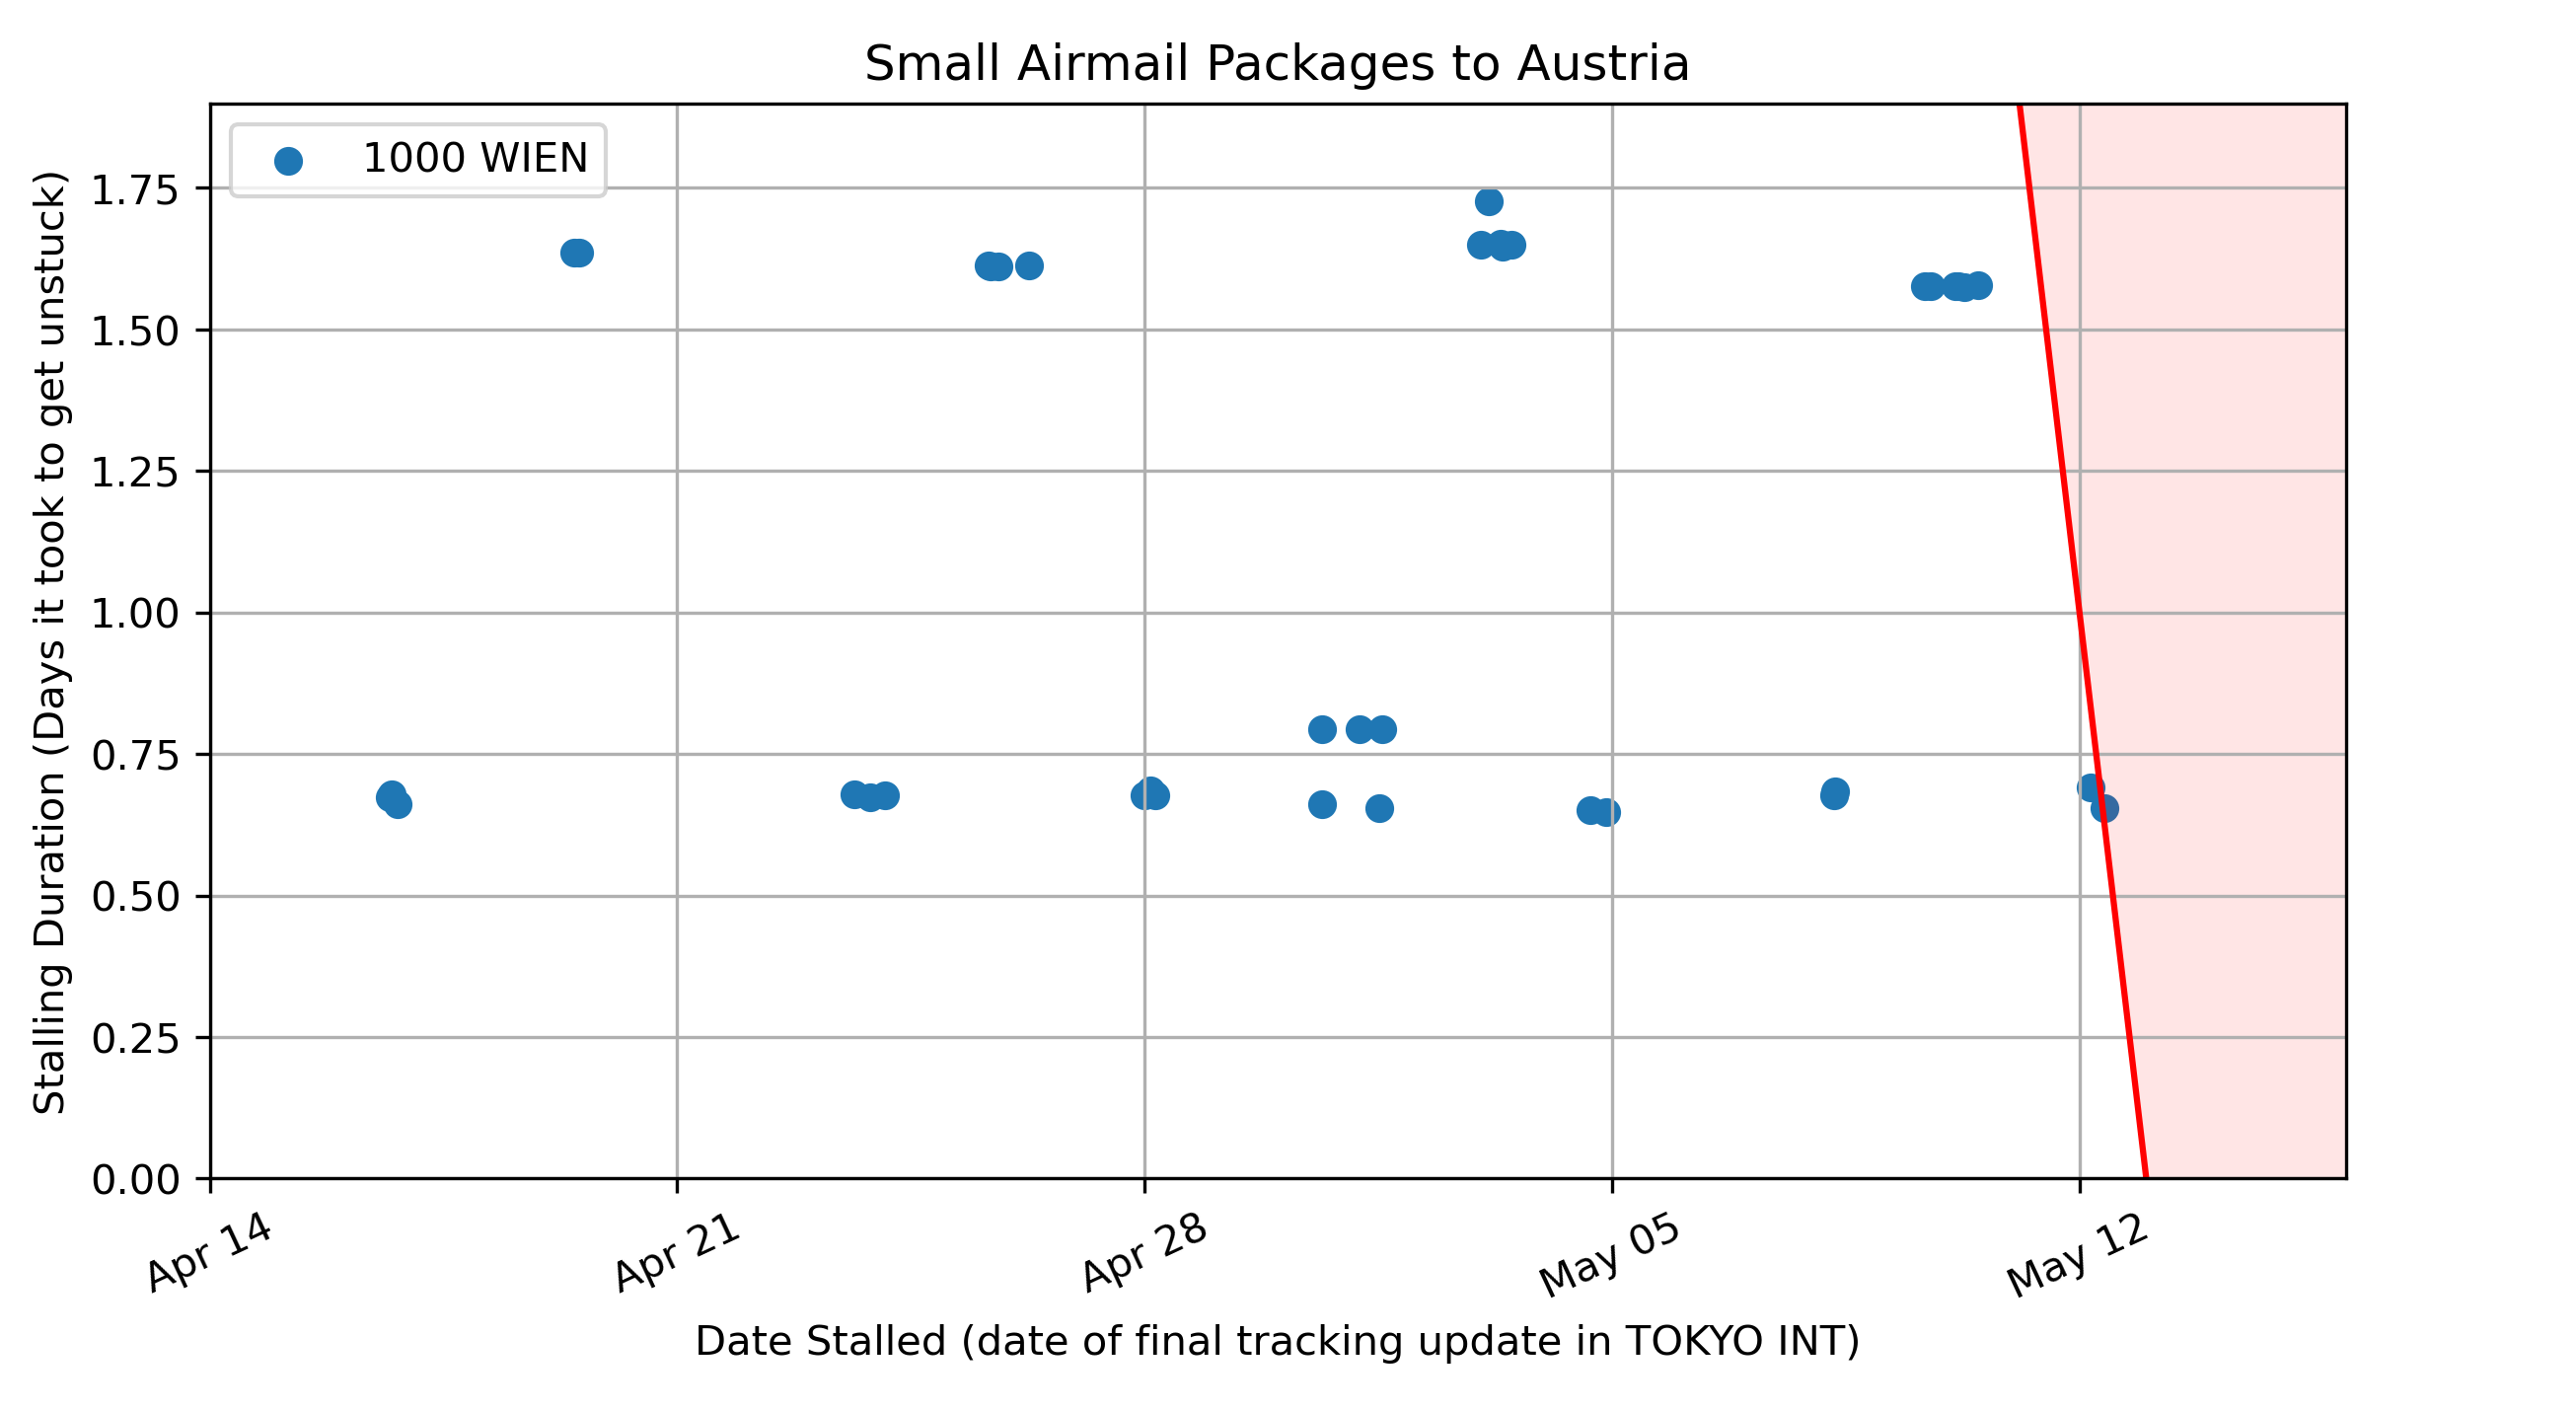 Small Airmail Packages to Austria
1000 WIEN
Stalling Duration (Days it took to get unstuck)
1.75
1.50
1.25
1.00
0.75
0.50
0.25
0.00
Apr 14
Apr 21
Apr 28
May 05
May 12
Date Stalled (date of final tracking update in TOKYO INT)